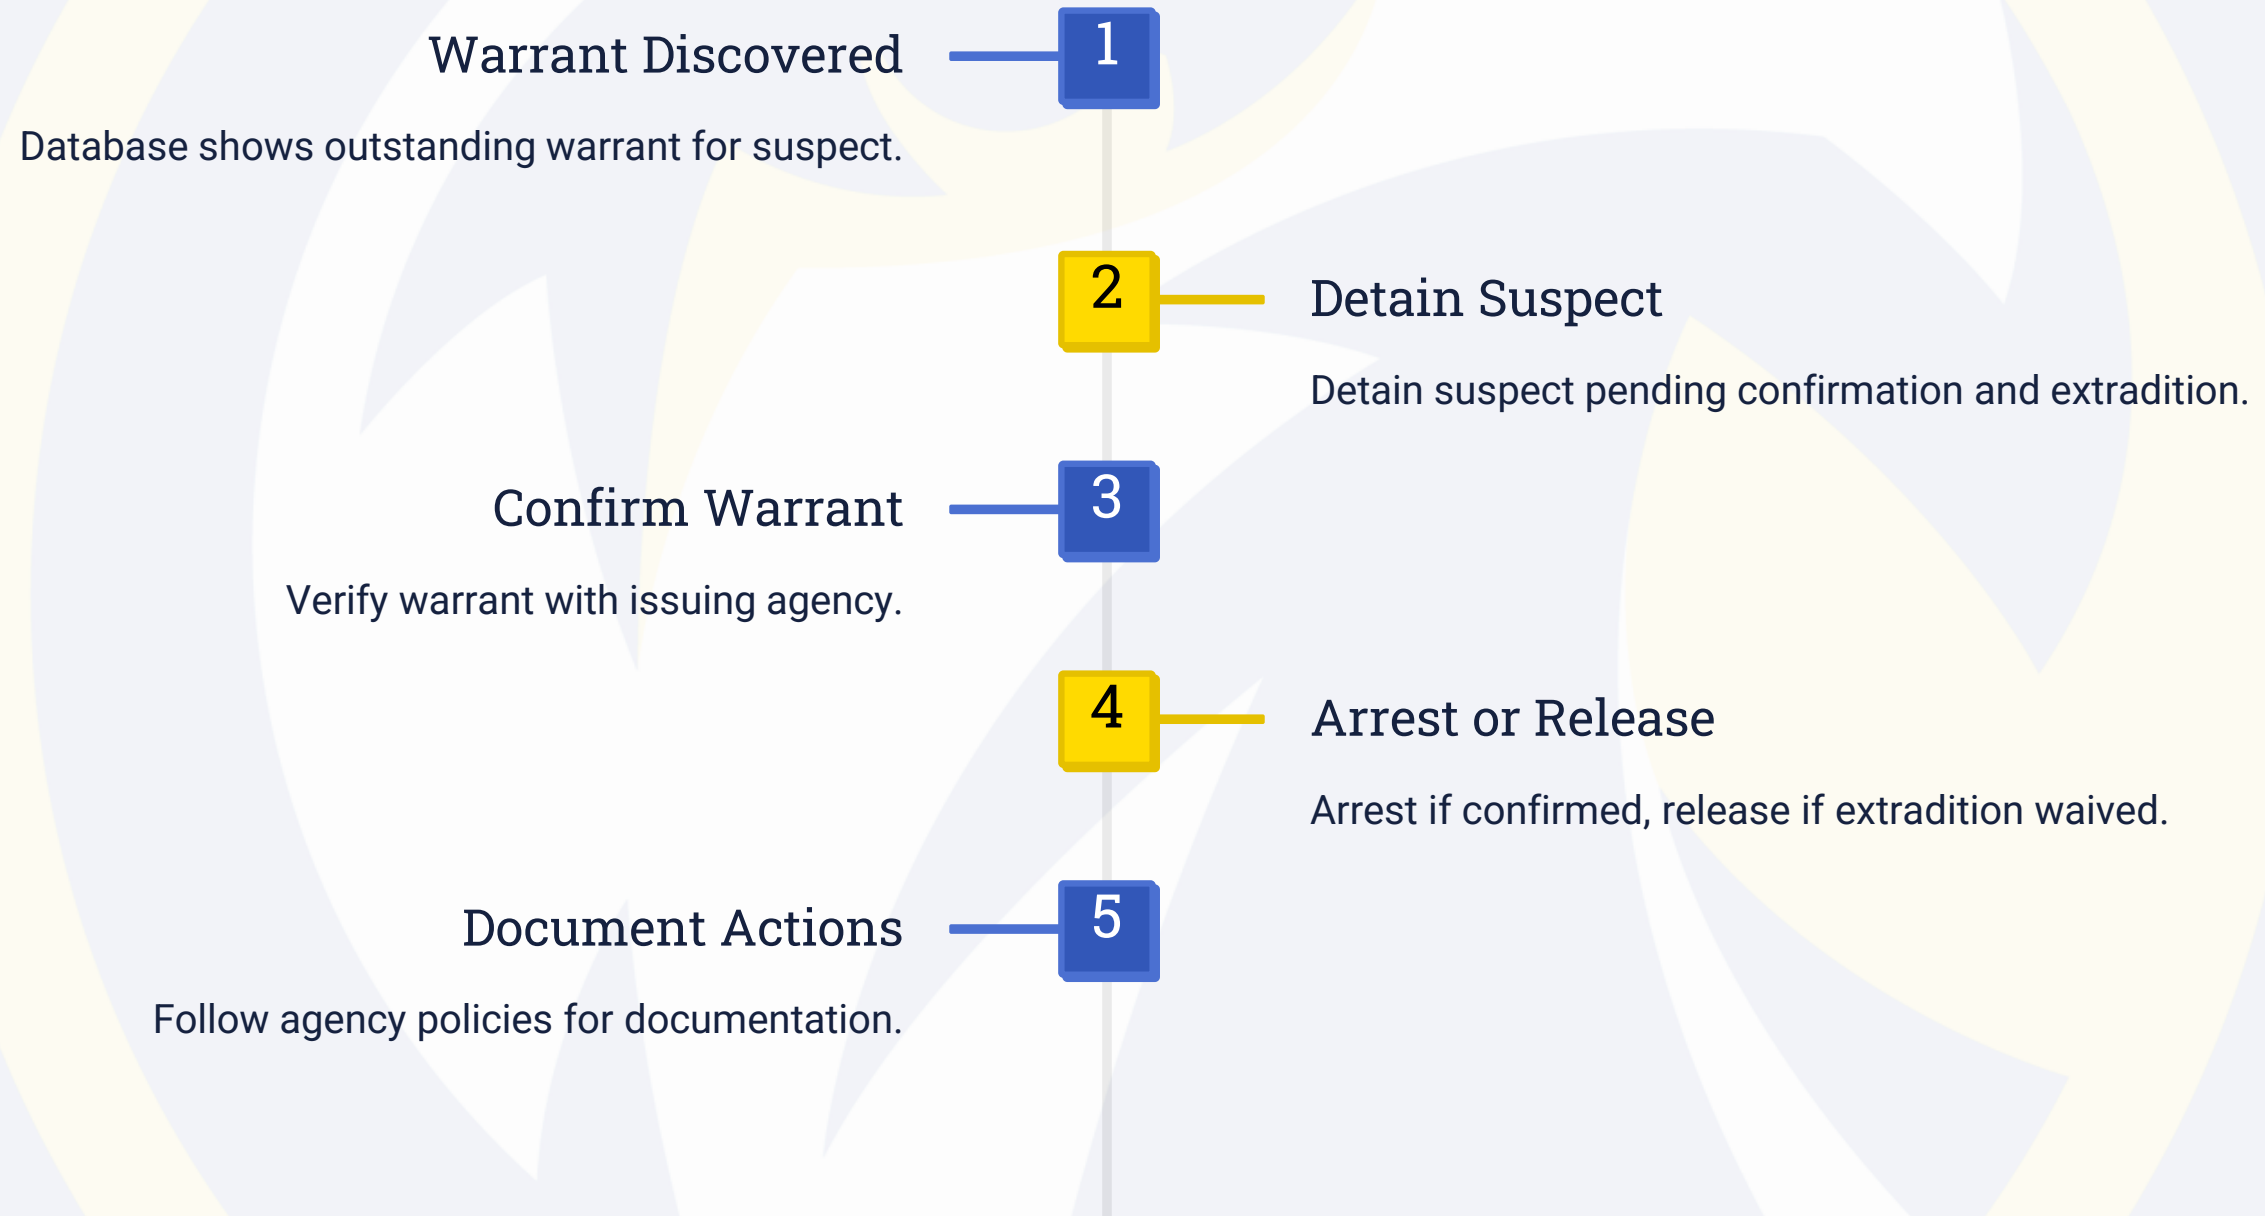 1
Warrant Discovered
Database shows outstanding warrant for suspect.
2
Detain Suspect
Detain suspect pending confirmation and extradition.
3
Confirm Warrant
Verify warrant with issuing agency.
4
Arrest or Release
Arrest if confirmed, release if extradition waived.
5
Document Actions
Follow agency policies for documentation.